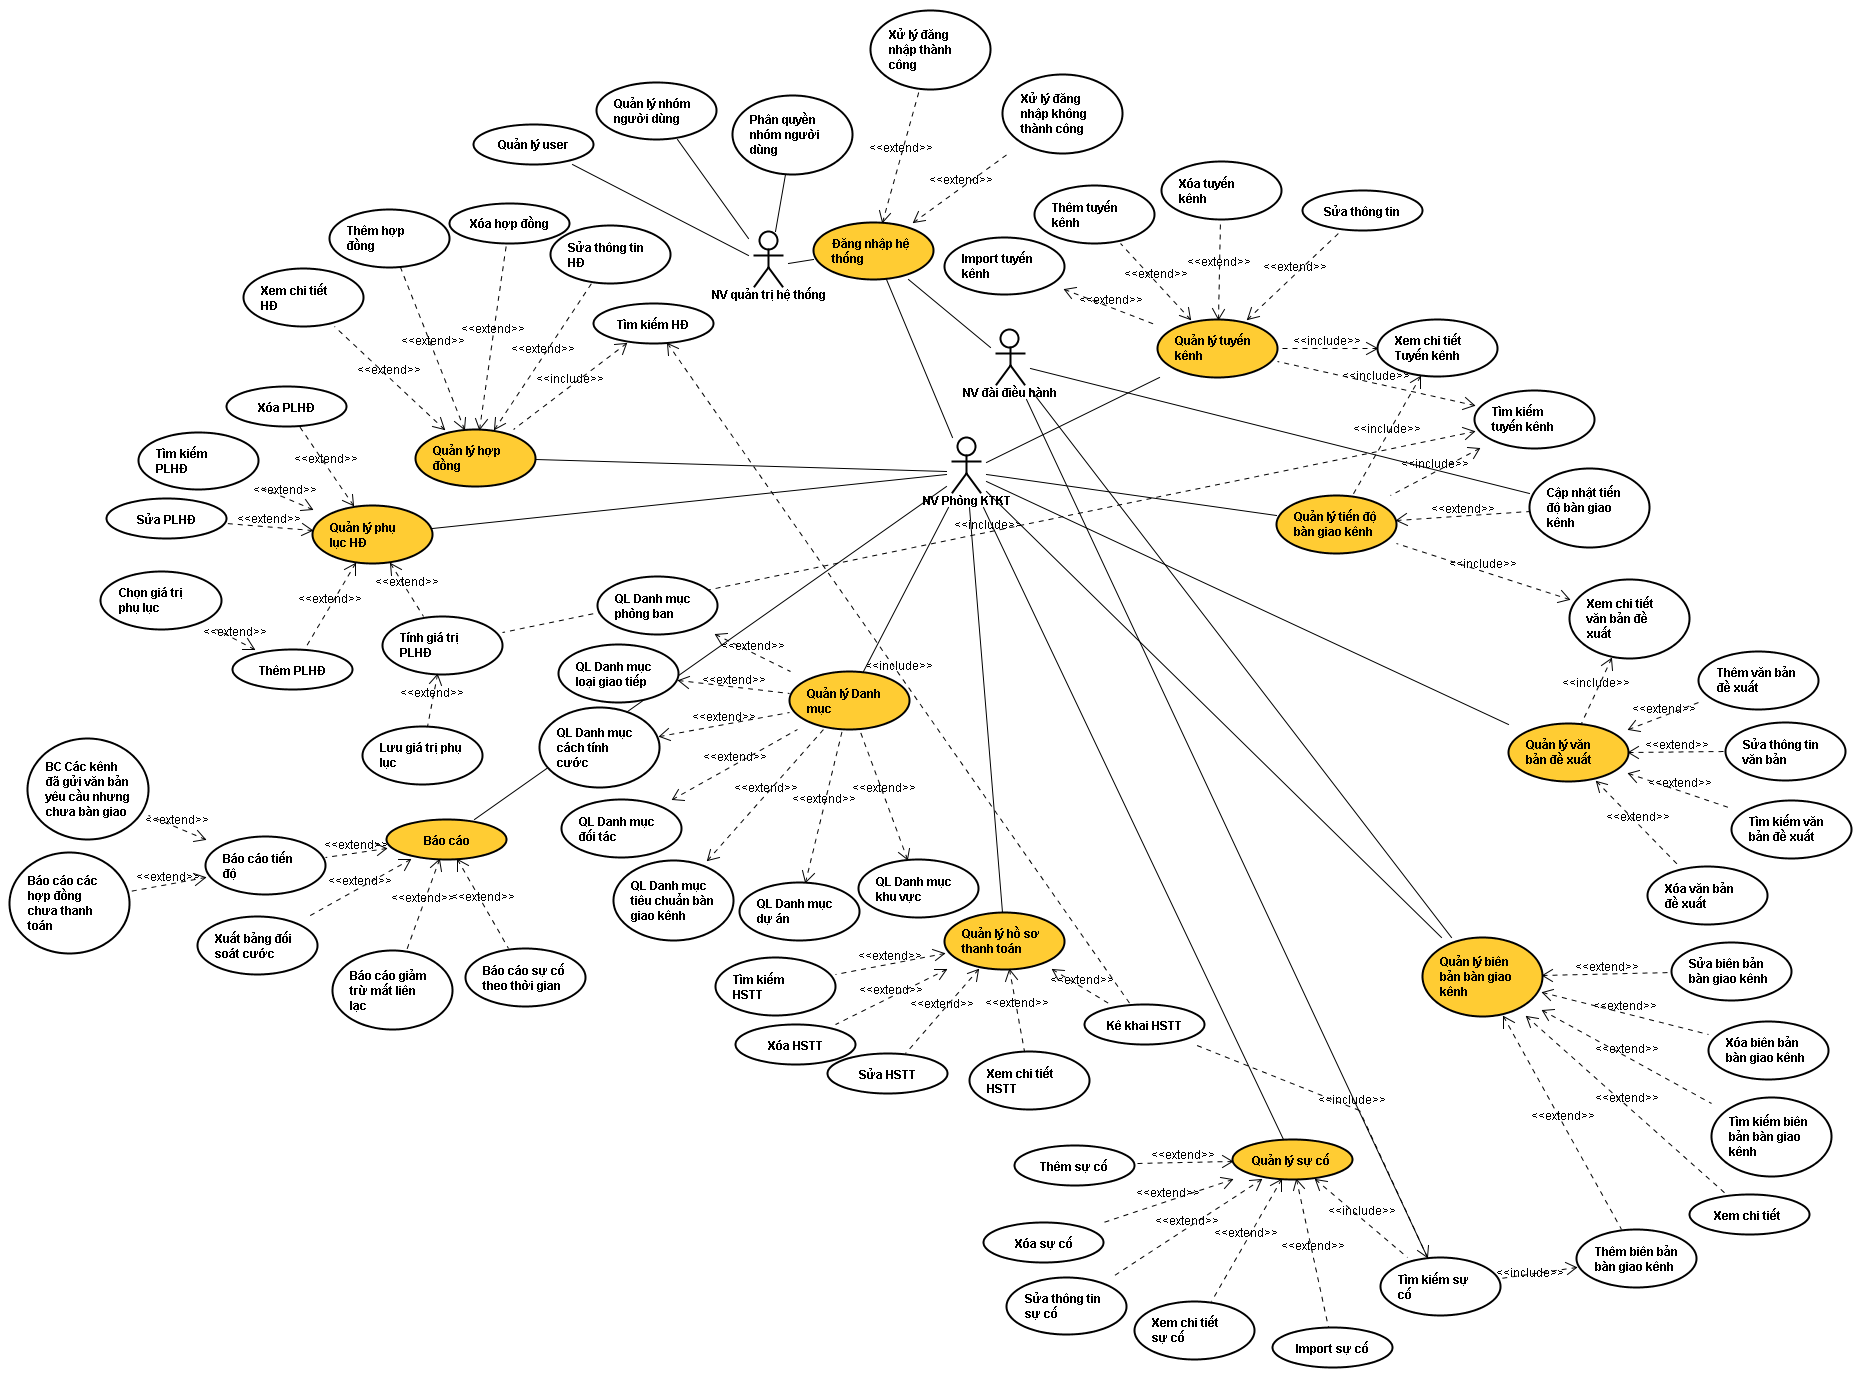 Xử lý đăng
nhập thành
công
Xử lý đăng
nhập không
thành công
Quản lý nhóm
người dùng
Phân quyền
nhóm người
dùng
Quản lý user
<<extend>>
<<extend>>
Thêm hợp
đồng
Xóa hợp đồng
Sửa thông tin
HĐ
Xem chi tiết
HĐ
Tìm kiếm HĐ
NV quản trị hệ thống
Đăng nhập hệ
thống
Import tuyến
kênh
Thêm tuyến
kênh
Xóa tuyến
kênh
Sửa thông tin
<<extend>>
<<extend>>
<<extend>>
<<extend>>
<<extend>>
<<extend>>
<<extend>>
<<extend>>
<<include>>
Quản lý tuyến
kênh
<<include>>
Xem chi tiết
Tuyến kênh
<<include>>
Tìm kiếm
tuyến kênh
NV đài điều hành
Xóa PLHĐ
Tìm kiếm
PLHĐ
Sửa PLHĐ
<<extend>>
<<extend>>
<<extend>>
Quản lý hợp
đồng
Quản lý phụ
lục HĐ
NV Phòng KTKT
<<include>>
<<include>>
<<include>>
Quản lý tiến độ
bàn giao kênh
<<extend>>
Cập nhật tiến
độ bàn giao
kênh
<<include>>
Xem chi tiết
văn bản đề
xuất
Chọn giá trị
phụ lục
<<extend>>
<<extend>>
<<extend>>
Thêm PLHĐ
Tính giá trị
PLHĐ
<<extend>>
Lưu giá trị phụ
lục
QL Danh mục
phòng ban
QL Danh mục
loại giao tiếp
QL Danh mục
cách tính
cước
QL Danh mục
đối tác
QL Danh mục
tiêu chuẩn bàn
giao kênh
QL Danh mục
dự án
QL Danh mục
khu vực
Quản lý Danh
mục
<<extend>>
<<extend>>
<<extend>>
<<extend>>
<<extend>>
<<extend>>
<<extend>>
<<include>>
<<include>>
Thêm văn bản
đề xuất
<<extend>>
Quản lý văn
bản đề xuất
<<extend>>
Sửa thông tin
văn bản
<<extend>>
Tìm kiếm văn
bản đề xuất
<<extend>>
Xóa văn bản
đề xuất
BC Các kênh
đã gửi văn bản
yêu cầu nhưng
chưa bàn giao
<<extend>>
Báo cáo các
hợp đồng
chưa thanh
toán
<<extend>>
Báo cáo tiến
độ
<<extend>>
Báo cáo
<<extend>>
<<extend>>
<<extend>>
Xuất bảng đối
soát cước
Báo cáo giảm
trừ mất liên
lạc
Báo cáo sự cố
theo thời gian
Quản lý hồ sơ
thanh toán
Tìm kiếm
HSTT
<<extend>>
<<extend>>
<<extend>>
<<extend>>
<<extend>>
Xóa HSTT
Sửa HSTT
Xem chi tiết
HSTT
Kê khai HSTT
<<include>>
Quản lý biên
bản bàn giao
kênh
<<extend>>
Sửa biên bản
bàn giao kênh
<<extend>>
Xóa biên bản
bàn giao kênh
<<extend>>
Tìm kiếm biên
bản bàn giao
kênh
<<extend>>
Xem chi tiết
<<extend>>
Thêm biên bản
bàn giao kênh
Thêm sự cố
<<extend>>
Quản lý sự cố
<<extend>>
Xóa sự cố
<<extend>>
Sửa thông tin
sự cố
<<extend>>
Xem chi tiết
sự cố
<<extend>>
Import sự cố
<<include>>
Tìm kiếm sự
cố
<<include>>